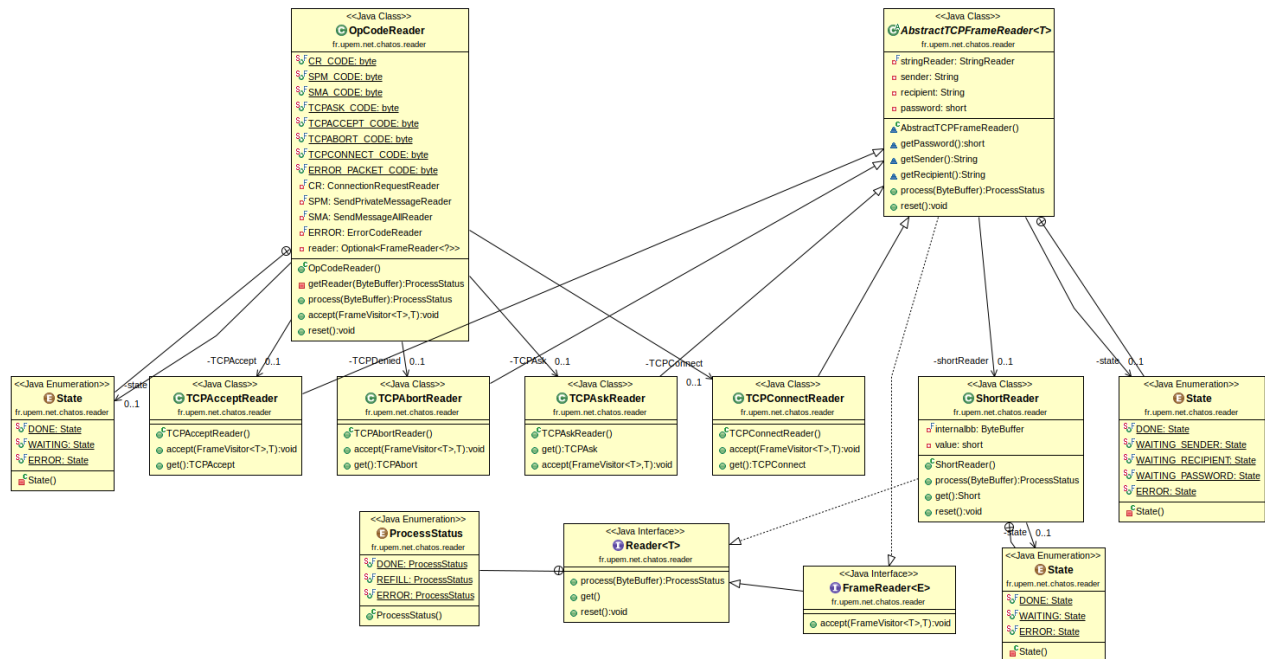 <<Java Class>>
OpCodeReader
fr.upem.net.chatos.reader
CR_CODE: byte
SPM_CODE: byte
SMA_CODE: byte
TCPASK_CODE: byte
TCPACCEPT_CODE: byte
TCPABORT_CODE: byte
TCPCONNECT_CODE: byte
ERROR_PACKET_CODE: byte
CR: ConnectionRequestReader
SPM: SendPrivateMessageReader
SMA: SendMessageAllReader
ERROR: ErrorCodeReader
reader: Optional<FrameReader<?>>
OpCodeReader()
getReader(ByteBuffer):ProcessStatus
process(ByteBuffer):ProcessStatus
accept(FrameVisitor<T>,T):void
reset():void
<<Java Class>>
AbstractTCPFrameReader<T>
fr.upem.net.chatos.reader
stringReader: StringReader
sender: String
recipient: String
password: short
AbstractTCPFrameReader()
getPassword():short
getSender():String
getRecipient():String
process(ByteBuffer):ProcessStatus
reset():void
-state
0..1
-TCPAccept 0..1
-TCPDenied 0..1
-TCPAsk 0..1
-TCPConnect
0..1
-shortReader 0..1
-state 0..1
<<Java Enumeration>>
State
fr.upem.net.chatos.reader
DONE: State
WAITING: State
ERROR: State
State()
<<Java Class>>
TCPAcceptReader
fr.upem.net.chatos.reader
TCPAcceptReader()
accept(FrameVisitor<T>,T):void
get():TCPAccept
<<Java Class>>
TCPAbortReader
fr.upem.net.chatos.reader
TCPAbortReader()
accept(FrameVisitor<T>,T):void
get():TCPAbort
<<Java Class>>
TCPAskReader
fr.upem.net.chatos.reader
TCPAskReader()
get():TCPAsk
accept(FrameVisitor<T>,T):void
<<Java Class>>
TCPConnectReader
fr.upem.net.chatos.reader
TCPConnectReader()
accept(FrameVisitor<T>,T):void
get():TCPConnect
<<Java Class>>
ShortReader
fr.upem.net.chatos.reader
internalbb: ByteBuffer
value: short
ShortReader()
process(ByteBuffer):ProcessStatus
get():Short
reset():void
<<Java Enumeration>>
State
fr.upem.net.chatos.reader
DONE: State
WAITING_SENDER: State
WAITING_RECIPIENT: State
WAITING_PASSWORD: State
ERROR: State
State()
<<Java Enumeration>>
ProcessStatus
fr.upem.net.chatos.reader
DONE: ProcessStatus
REFILL: ProcessStatus
ERROR: ProcessStatus
ProcessStatus()
<<Java Interface>>
Reader<T>
fr.upem.net.chatos.reader
process(ByteBuffer):ProcessStatus
get()
reset():void
<<Java Interface>>
FrameReader<E>
fr.upem.net.chatos.reader
accept(FrameVisitor<T>,T):void
-state 0..1
<<Java Enumeration>>
State
fr.upem.net.chatos.reader
DONE: State
WAITING: State
ERROR: State
State()